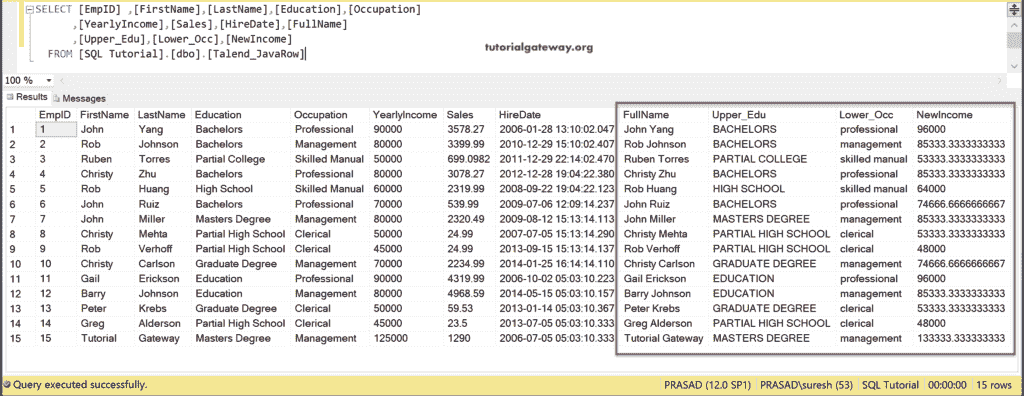 SELECT [EmpID] ,[FirstName],[LastName],[Education],[Occupation]
,[YearlyIncome],[Sales],[HireDate],[FullName]
,[Upper_Edu],[Lower_Occ],[NewIncome]
FROM [SQL Tutorial].[dbo].[Talend_JavaRow]
tutorialgateway.org
100 %
Results Messages
EmpID FirstName LastName Education Occupation YearlyIncome Sales HireDate FullName Upper_Edu Lower_Occ NewIncome
1 1 John Yang Bachelors Professional 90000 3578.27 2006-01-28 13:10:02.047 John Yang BACHELORS professional 96000
2 2 Rob Johnson Bachelors Management 80000 3399.99 2010-12-29 15:10:02.407 Rob Johnson BACHELORS management 85333.3333333333
3 3 Ruben Torres Partial College Skilled Manual 50000 699.0982 2011-12-29 22:14:02.470 Ruben Torres PARTIAL COLLEGE skilled manual 53333.3333333333
4 4 Christy Zhu Bachelors Professional 80000 3078.27 2012-12-28 19:04:22.380 Christy Zhu BACHELORS professional 85333.3333333333
5 5 Rob Huang High School Skilled Manual 60000 2319.99 2008-09-22 19:04:22.123 Rob Huang HIGH SCHOOL skilled manual 64000
6 6 John Ruiz Bachelors Professional 70000 539.99 2009-07-06 12:09:14.237 John Ruiz BACHELORS professional 74666.6666666667
7 7 John Miller Masters Degree Management 80000 2320.49 2009-08-12 15:13:14.113 John Miller MASTERS DEGREE management 85333.3333333333
8 8 Christy Mehta Partial High School Clerical 50000 24.99 2007-07-05 15:13:14.290 Christy Mehta PARTIAL HIGH SCHOOL clerical 53333.3333333333
9 9 Rob Verhoff Partial High School Clerical 45000 24.99 2013-09-15 15:13:14.137 Rob Verhoff PARTIAL HIGH SCHOOL clerical 48000
10 10 Christy Carlson Graduate Degree Management 70000 2234.99 2014-01-25 16:14:14.110 Christy Carlson GRADUATE DEGREE management 74666.6666666667
11 11 Gail Erickson Education Professional 90000 4319.99 2006-10-02 05:03:10.223 Gail Erickson EDUCATION professional 96000
12 12 Barry Johnson Education Management 80000 4968.59 2014-05-15 05:03:10.157 Barry Johnson EDUCATION management 85333.3333333333
13 13 Peter Krebs Graduate Degree Clerical 50000 59.53 2013-01-14 05:03:10.367 Peter Krebs GRADUATE DEGREE clerical 53333.3333333333
14 14 Greg Alderson Partial High School Clerical 45000 23.5 2013-07-05 05:03:10.333 Greg Alderson PARTIAL HIGH SCHOOL clerical 48000
15 15 Tutorial Gateway Masters Degree Management 125000 1290 2006-07-05 05:03:10.333 Tutorial Gateway MASTERS DEGREE management 133333.333333333
Query executed successfully. PRASAD (12.0 SP1) PRASAD\suresh (53) SQL Tutorial 00:00:00 15 rows